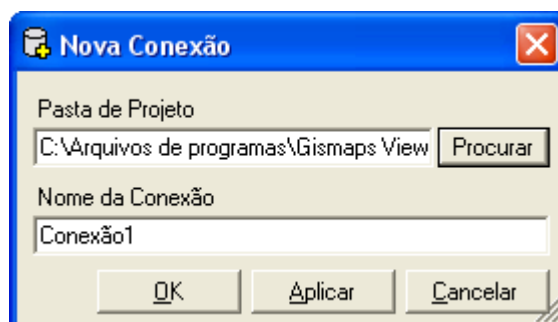 Nova Conexão
Pasta de Projeto
C:\Arquivos de programas\Gismaps View Procurar
Nome da Conexão
Conexão1
OK Aplicar Cancelar